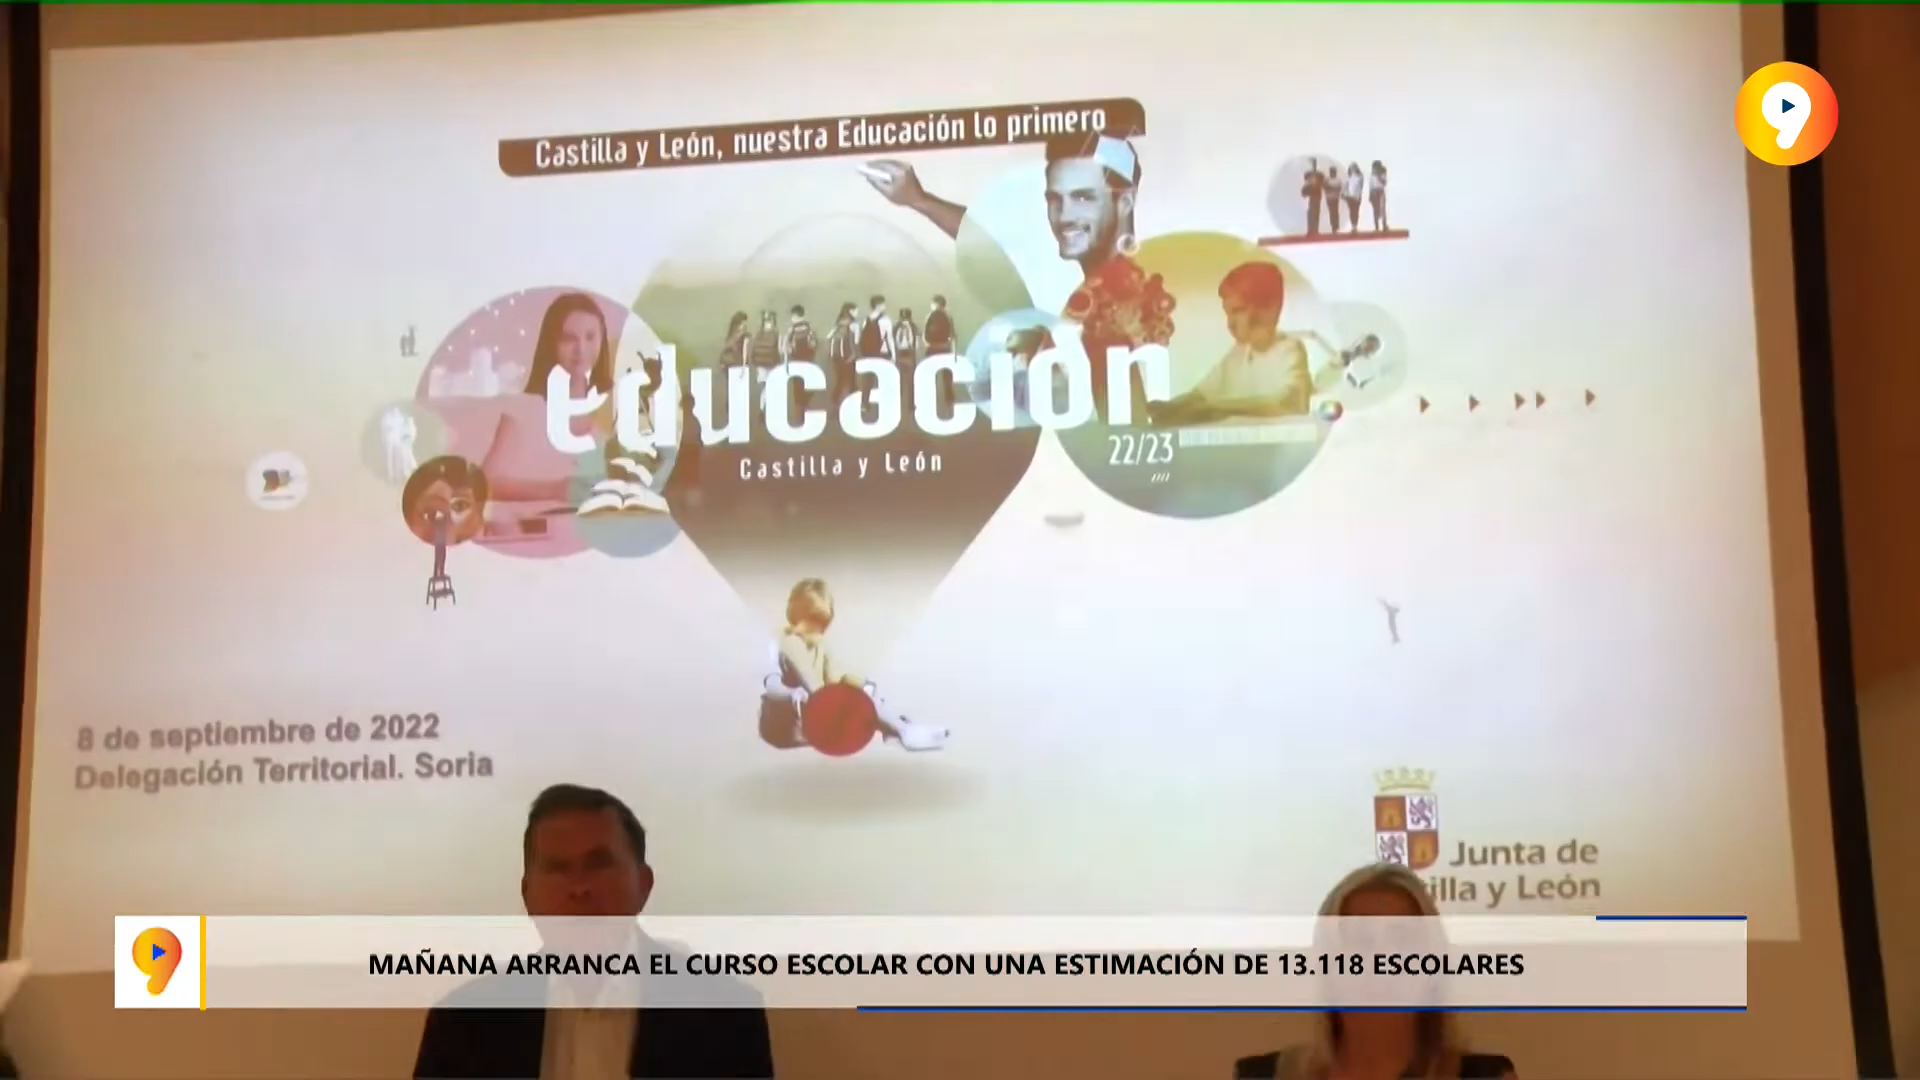 Castilla y León, nuestra Educación lo primero
Educación
22/23
Castilla y León
8 de septiembre de 2022
Delegación Territorial. Soria
Junta de
illa y León
MAÑANA ARRANCA EL CURSO ESCOLAR CON UNA ESTIMACIÓN DE 13.118 ESCOLARES